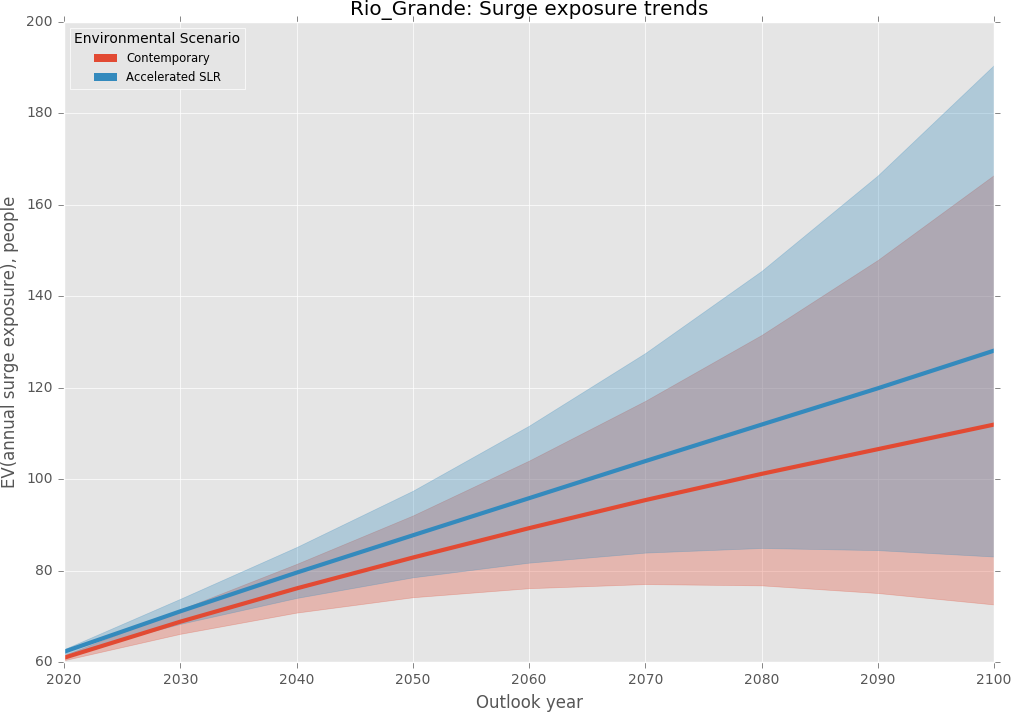 Rio_Grande: Surge exposure trends
Environmental Scenario
Contemporary
Accelerated SLR
EV(annual surge exposure), people
200
180
160
140
120
100
80
60
2020 2030 2040 2050 2060 2070 2080 2090 2100
Outlook year